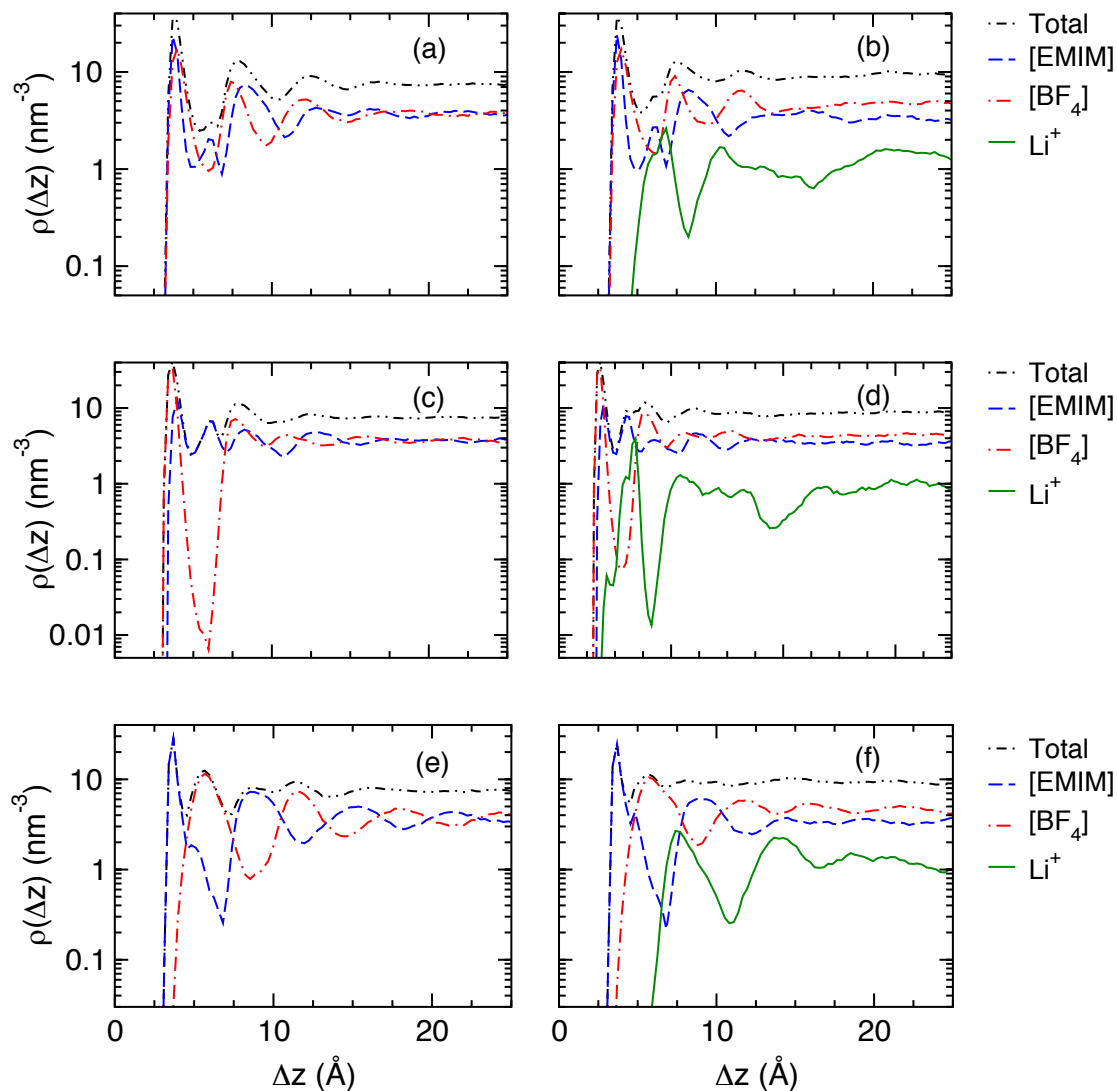 (a)
(b)
ρ(Δz) (nm⁻³)
10
1
0.1
Total
[EMIM]
[BF₄]
Li⁺
(c)
(d)
ρ(Δz) (nm⁻³)
10
1
0.1
0.01
Total
[EMIM]
[BF₄]
Li⁺
(e)
(f)
ρ(Δz) (nm⁻³)
10
1
0.1
Total
[EMIM]
[BF₄]
Li⁺
0 10 20
10 20
Δz (Å)
Δz (Å)